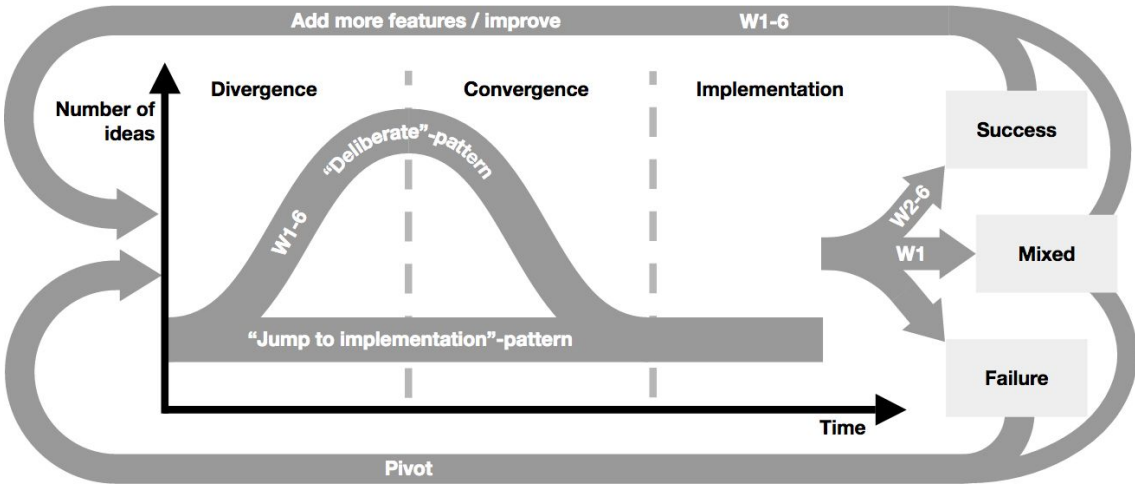 Add more features / improve W1-6
Divergence Convergence Implementation
Number of
ideas
“Deliberate”-pattern
W1-6
“Jump to implementation”-pattern
Time
W2-6
W1
Success
Mixed
Failure
Pivot